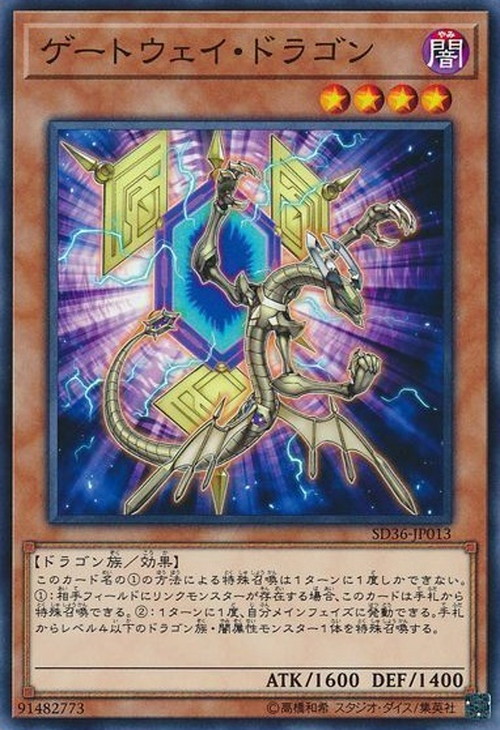 ゲートウェイ・ドラゴン
闇
やみ
SD36-JP013
【ドラゴン族／効果】
このカード名の①の方法による特殊召喚は１ターンに１度しかできない。
①：相手フィールドにリンクモンスターが存在する場合、このカードは手札から
特殊召喚できる。②：１ターンに１度、自分メインフェイズに発動できる。手札
からレベル４以下のドラゴン族・闇属性モンスター１体を特殊召喚する。
ATK/1600 DEF/1400
91482773
©高橋和希 スタジオ・ダイス/集英社